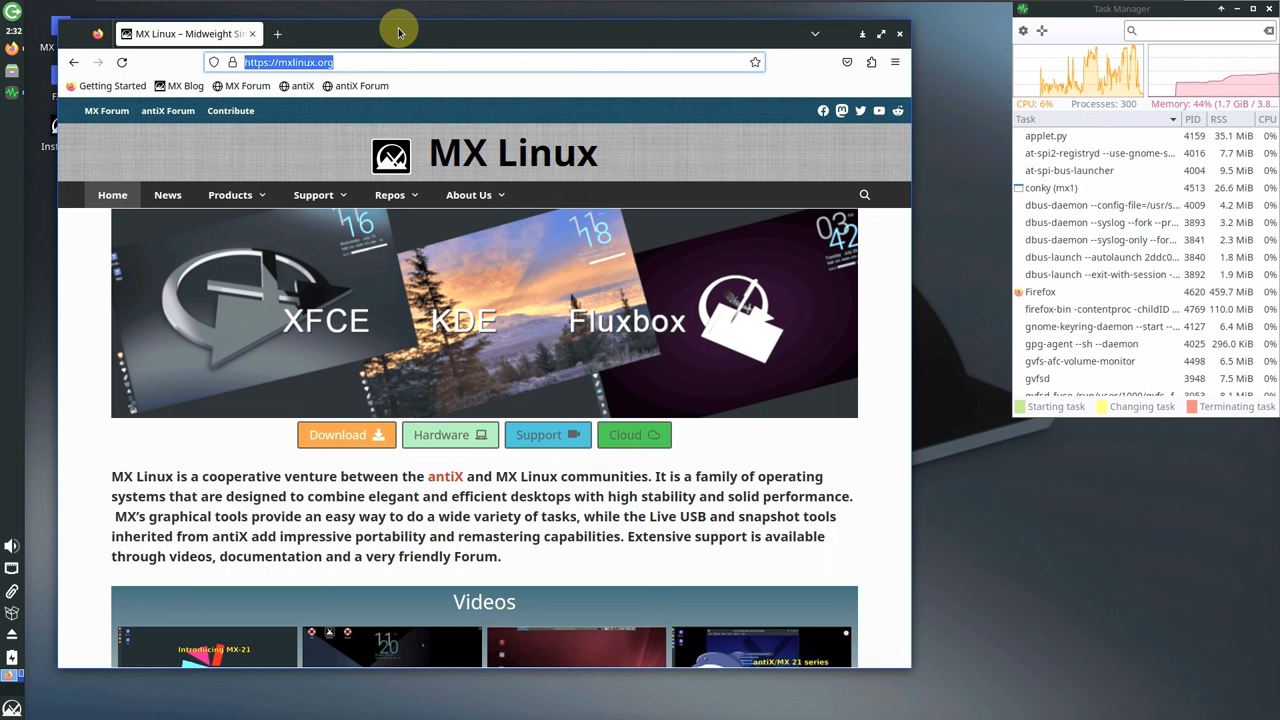 2:32
MX
F
Inst
MX Linux – Midweight Sim
https://mxlinux.org
Getting Started
MX Blog
MX Forum
antiX
antiX Forum
MX Forum
antiX Forum
Contribute
MX Linux
Home
News
Products
Support
Repos
About Us
16
11
18
03
42
XFCE
KDE
Fluxbox
Download
Hardware
Support
Cloud
MX Linux is a cooperative venture between the antiX and MX Linux communities. It is a family of operating
systems that are designed to combine elegant and efficient desktops with high stability and solid performance.
MX’s graphical tools provide an easy way to do a wide variety of tasks, while the Live USB and snapshot tools
inherited from antiX add impressive portability and remastering capabilities. Extensive support is available
through videos, documentation and a very friendly Forum.
Videos
Introducing MX-21
11
20
antiX/MX 21 series
Task Manager
CPU: 6%
Processes: 300
Memory: 44% (1.7 GiB / 3.8...
Task PID RSS CPU
applet.py 4159 35.1 MiB 0%
at-spi2-registryd --use-gnome-s... 4016 7.7 MiB 0%
at-spi-bus-launcher 4004 9.5 MiB 0%
conky (mx1) 4513 26.6 MiB 0%
dbus-daemon --config-file=/usr/s... 4009 4.2 MiB 0%
dbus-daemon --syslog --fork --pr... 3893 3.2 MiB 0%
dbus-daemon --syslog-only --for... 3841 2.3 MiB 0%
dbus-launch --autolaunch 2ddc0... 3840 1.8 MiB 0%
dbus-launch --exit-with-session -... 3892 1.9 MiB 0%
Firefox 4620 459.7 MiB 0%
firefox-bin -contentproc -childID ... 4769 110.0 MiB 0%
gnome-keyring-daemon --start --... 4127 6.4 MiB 0%
gpg-agent --sh --daemon 4025 296.0 KiB 0%
gvfs-afc-volume-monitor 4498 6.5 MiB 0%
gvfsd 3948 7.5 MiB 0%
Starting task
Changing task
Terminating task